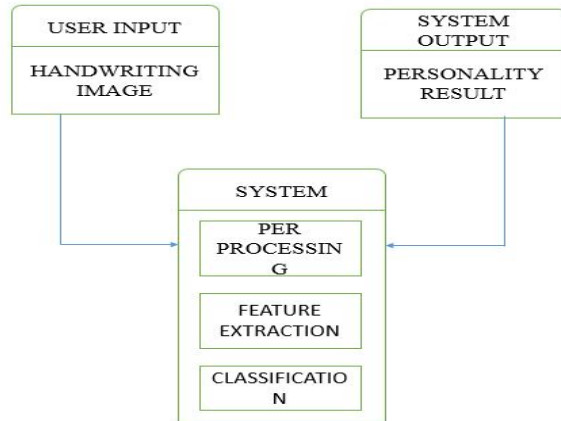 USER INPUT
HANDWRITING
IMAGE
SYSTEM
OUTPUT
PERSONALITY
RESULT
SYSTEM
PER
PROCESSIN
G
FEATURE
EXTRACTION
CLASSIFICATIO
N